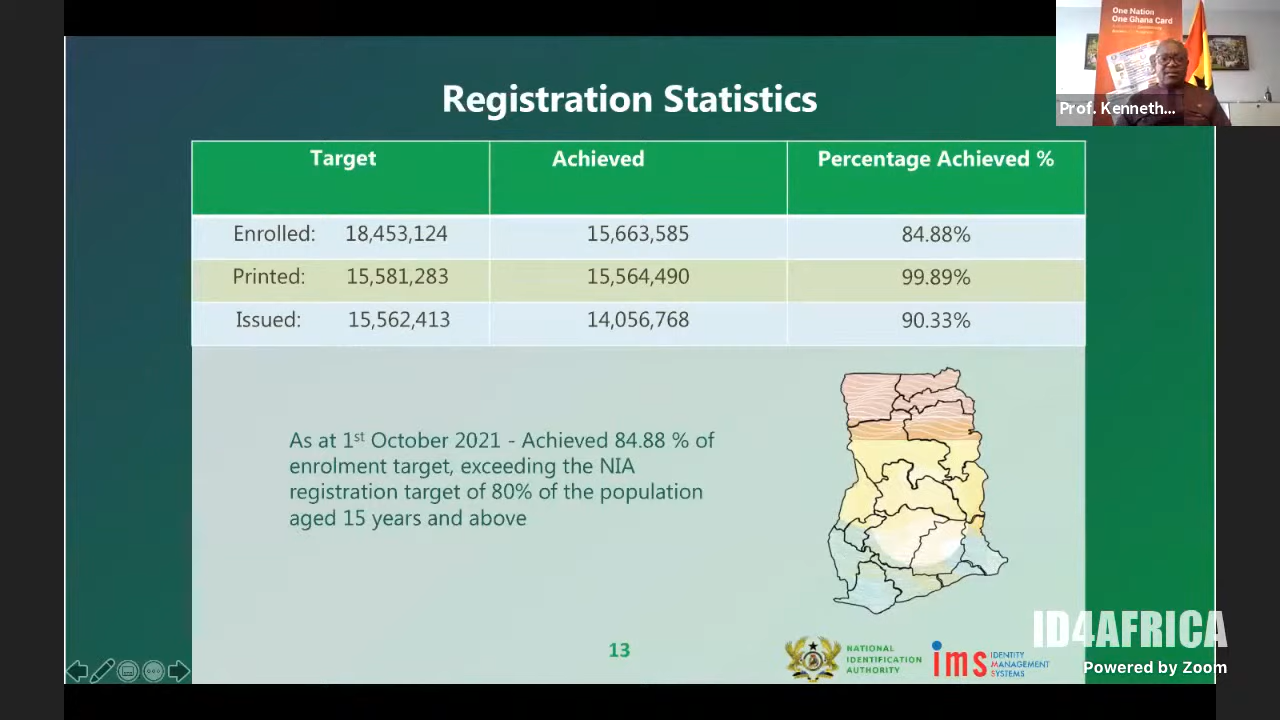 One Nation
One Ghana Card
Prof. Kenneth...
Registration Statistics
Target Achieved Percentage Achieved %
Enrolled: 18,453,124 15,663,585 84.88%
Printed: 15,581,283 15,564,490 99.89%
Issued: 15,562,413 14,056,768 90.33%
As at 1st October 2021 - Achieved 84.88 % of
enrolment target, exceeding the NIA
registration target of 80% of the population
aged 15 years and above
13
NATIONAL
IDENTIFICATION
AUTHORITY
ims IDENTITY
MANAGEMENT
SYSTEMS
ID4AFRICA
Powered by Zoom